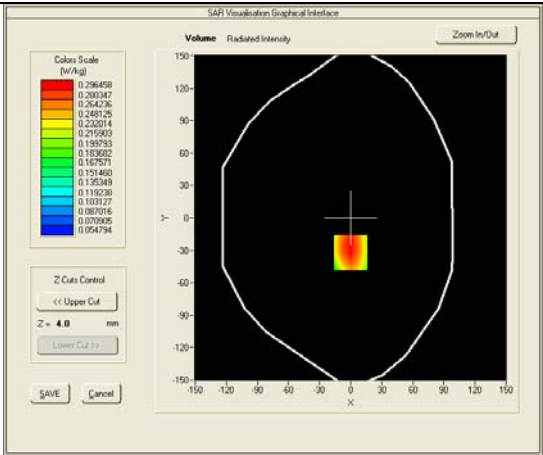 SAR Visualisation Graphical Interface
Volume Radiated Intensity
Zoom In/Out
Colors Scale
(W/kg)
0.296458
0.280347
0.264236
0.248125
0.232014
0.215903
0.199793
0.183682
0.167571
0.151460
0.135349
0.119238
0.103127
0.087016
0.070905
0.054794
Z-Cuts Control
<< Upper Cut
Z = 4.0 mm
Lower Cut >>
SAVE Cancel
150-
120-
90-
60-
30-
0-
-30-
-60-
-90-
-120-
-150-
Y
-150 -120 -90 -60 -30 0 30 60 90 120 150
X